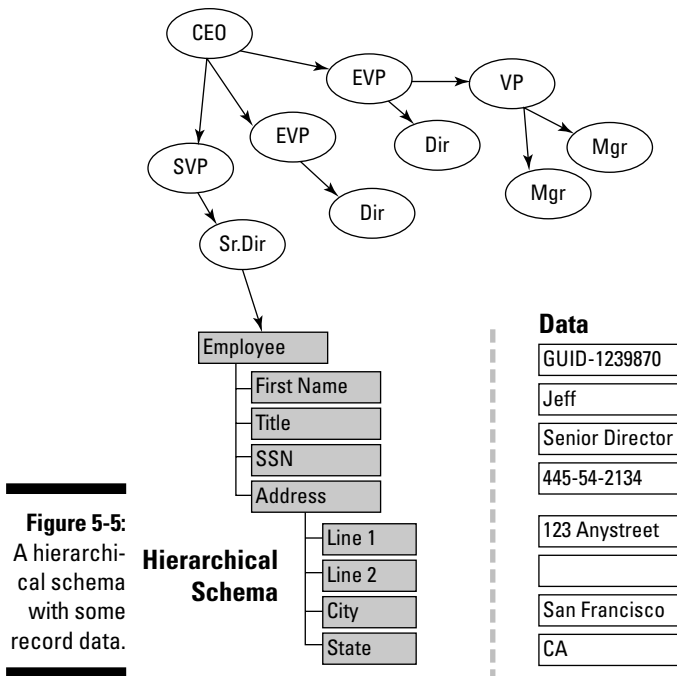 CEO
EVP
VP
EVP
Dir
Mgr
SVP
Mgr
Dir
Sr.Dir
Employee
First Name
Title
SSN
Address
Line 1
Line 2
City
State
Hierarchical
Schema
Data
GUID-1239870
Jeff
Senior Director
445-54-2134
123 Anystreet
San Francisco
CA
Figure 5-5:
A hierarchi-
cal schema
with some
record data.